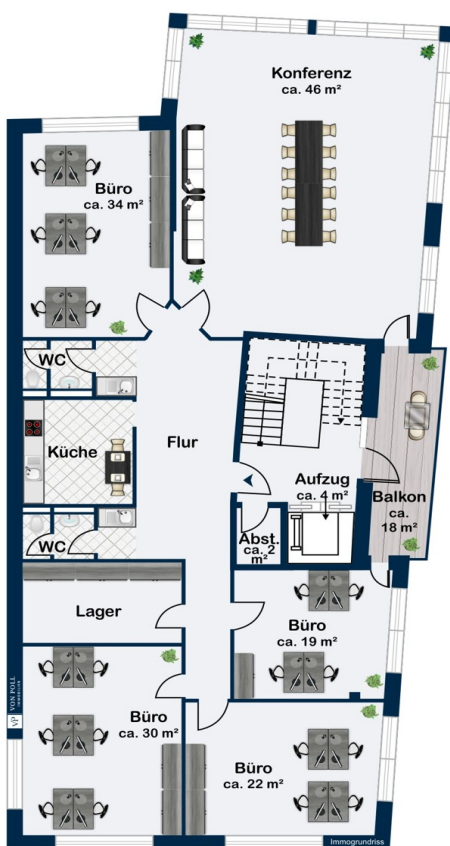 Konferenz
ca. 46 m²
Büro
ca. 34 m²
WC
Küche
Flur
Aufzug
ca. 4 m²
Balkon
ca.
18 m²
WC
Abst.
ca. 2
m²
Lager
Büro
ca. 19 m²
Büro
ca. 30 m²
Büro
ca. 22 m²
VP
VON POLL
IMMOBILIEN
Immogrundriss